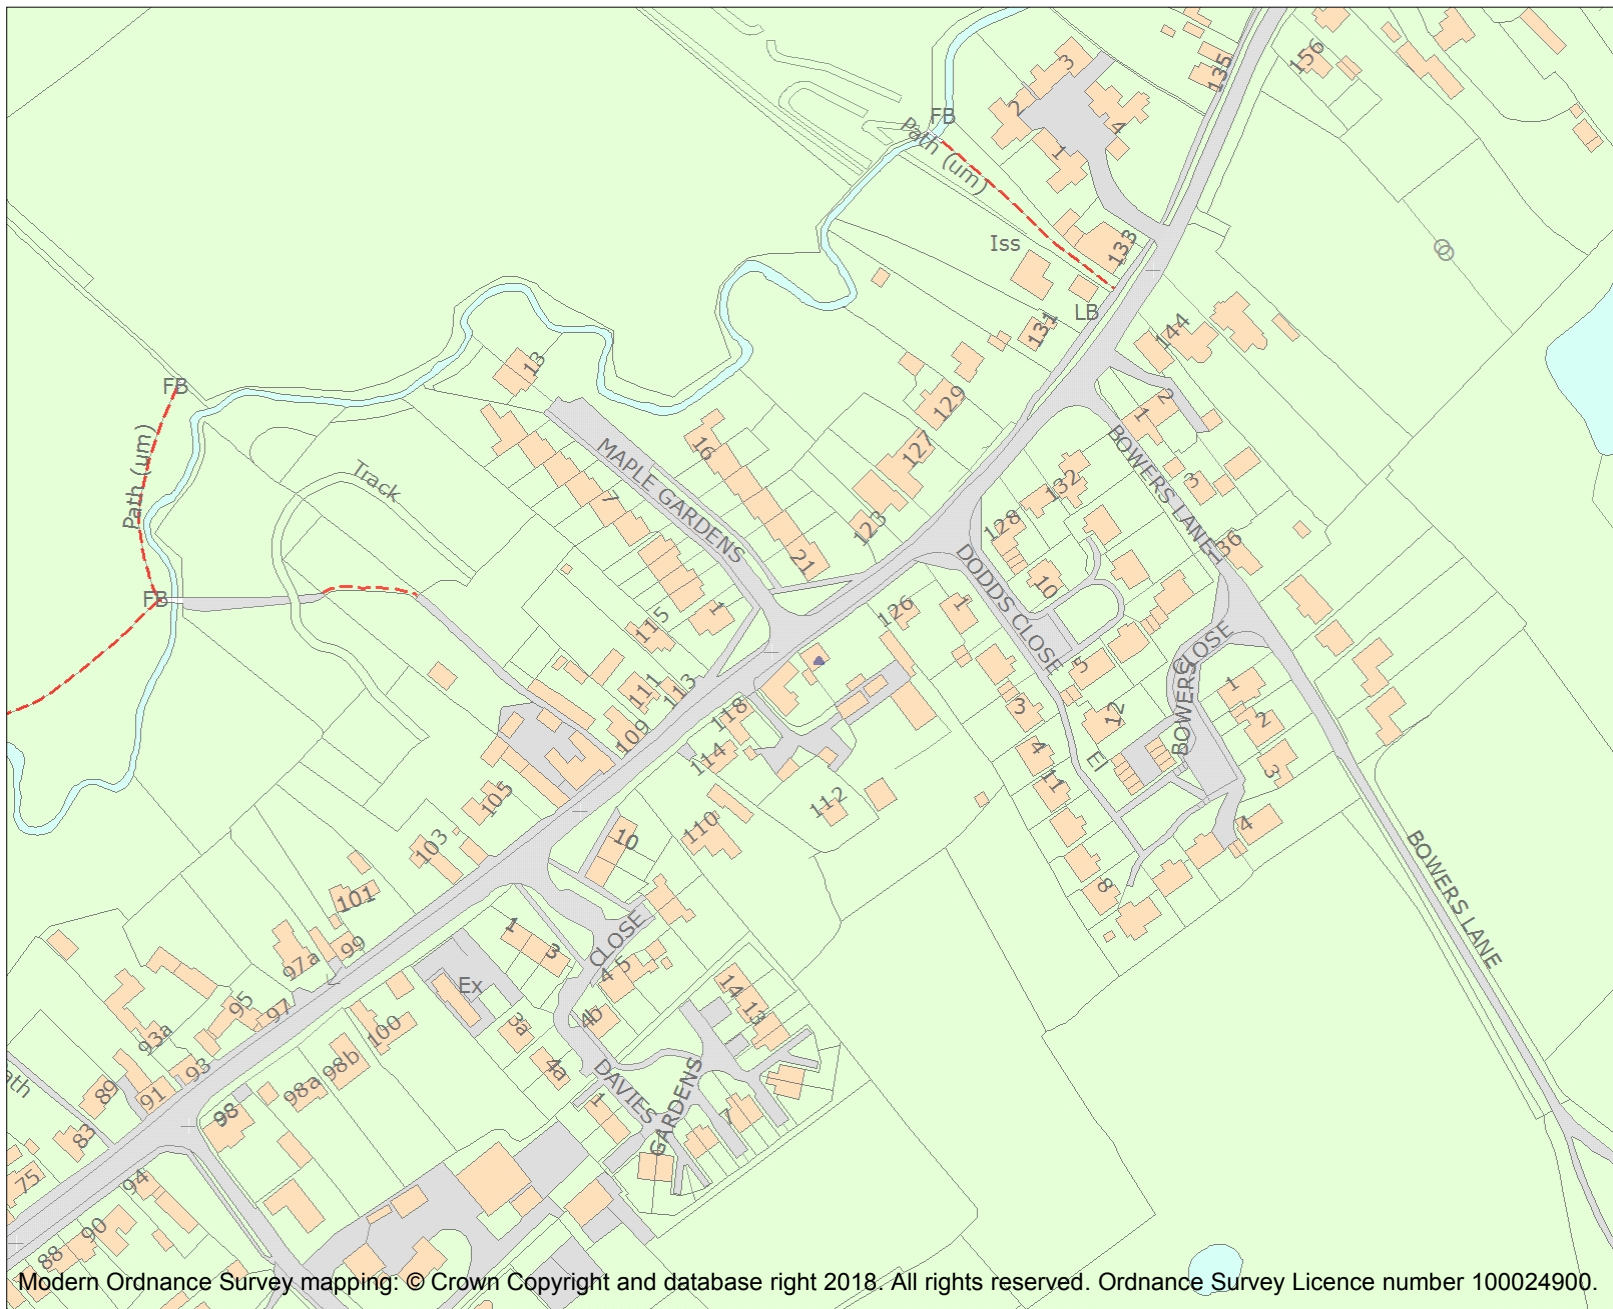 3
135
156
2
FB
4
Path (um)
1
133
Iss
LB
131
144
13
FB
129
2
1
16
127
BOWERS LANE
MAPLE GARDENS
Track
Path (um)
132
3
7
123
128
136
21
DODDS CLOSE
10
FB
1
126
1
115
CLOSE
BOWERS
5
111
113
1
118
3
12
2
109
114
4
El
3
105
11
112
10
110
4
103
BOWERS LANE
8
101
1
3
CLOSE
99
97a
5
4
Ex
14
13
95
97
4b
3a
100
93a
98b
4a
DAVIES
GARDENS
93
89
ath
98a
91
1
7
98
83
94
75
90
88
Modern Ordnance Survey mapping: © Crown Copyright and database right 2018. All rights reserved. Ordnance Survey Licence number 100024900.